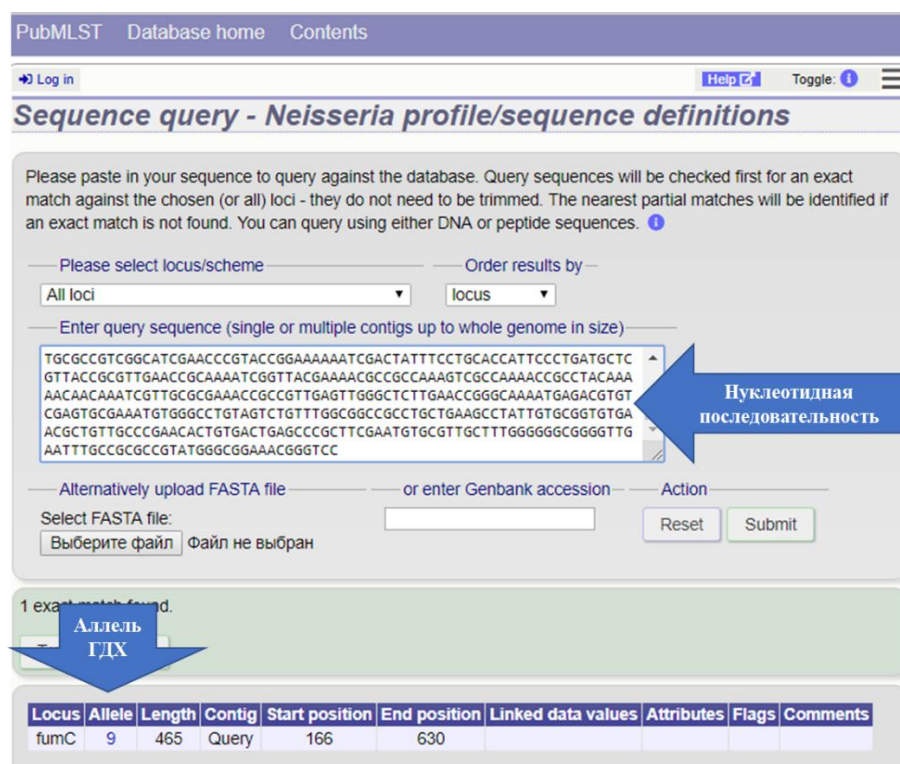 PubMLST Database home Contents
Log in Help Toggle:
Sequence query - Neisseria profile/sequence definitions
Please paste in your sequence to query against the database. Query sequences will be checked first for an exact
match against the chosen (or all) loci - they do not need to be trimmed. The nearest partial matches will be identified if
an exact match is not found. You can query using either DNA or peptide sequences.
Please select locus/scheme Order results by
All loci locus
Enter query sequence (single or multiple contigs up to whole genome in size)
TGCGCCGTCGGCATCGAACCCGTACCGGAAAAAATCGACTATTTCCTGCACCATTCCCTGATGCTC
GTTACCGCGTTGAACCGCAAAATCGGTTACGAAAACGCCGCCAAAGTCGCCAAAACCGCCTACAAA
AACAACAAATCGTTGCGCGAAACCGCCGTTGAGTTGGGCTCTTGAACCGGGCAAAATGAGACGTGT
CGAGTGCGAAATGTGGGCCTGTAGTCTGTTTGGCGGCCGCCTGCTGAAGCCTATTGTGCGGTGTGA
ACGCTGTTGCCCGAACACTGTGACTGAGCCCGCTTCGAATGTGCGTTGCTTTGGGGGGCGGGGTTG
AATTTGCCGCGCCGTATGGGCGGAAACGGGTCC
Нуклеотидная
последовательность
Alternatively upload FASTA file or enter Genbank accession Action
Select FASTA file:
Выберите файл Файл не выбран
Reset Submit
1 exact match found.
Аллель
ГДХ
Locus Allele Length Contig Start position End position Linked data values Attributes Flags Comments
fumC 9 465 Query 166 630